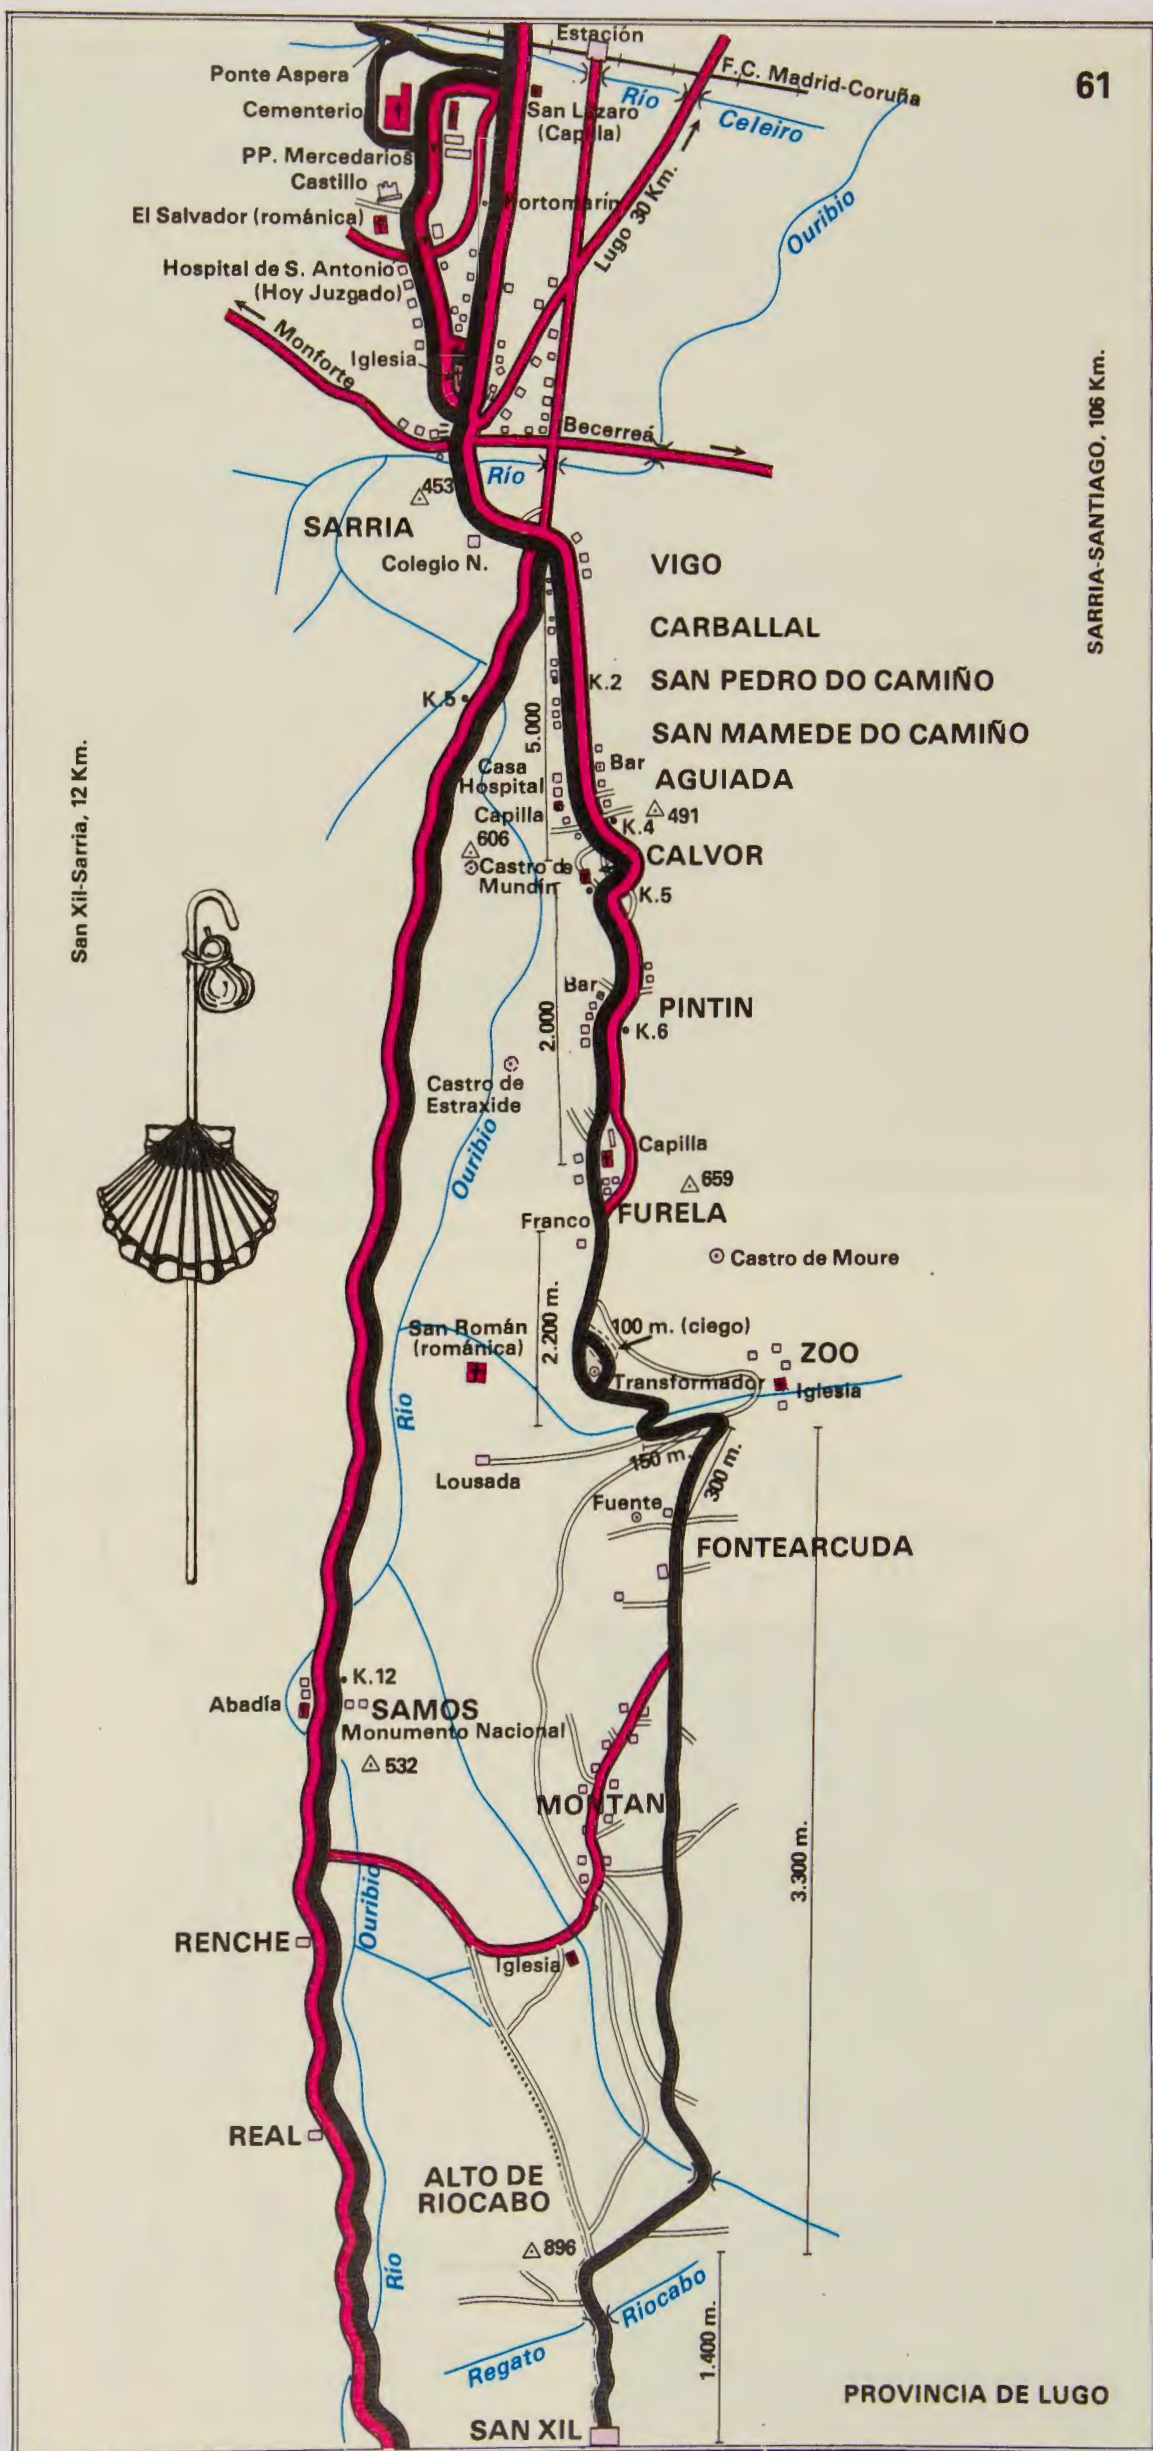 61
Estación
F.C. Madrid-Coruña
Ponte Aspera
Cementerio
San Lázaro
(Capilla)
Río
Celeiro
PP. Mercedarios
Castillo
Portomarín
El Salvador (románica)
Lugo 30 Km.
Ouribio
Hospital de S. Antonio
(Hoy Juzgado)
Monforte
Iglesia
Becerreá
Río
453
SARRIA
Colegio N.
SARRIA-SANTIAGO, 106 Km.
VIGO
CARBALLAL
K.2
SAN PEDRO DO CAMIÑO
K.5
5.000
SAN MAMEDE DO CAMIÑO
San Xil-Sarria, 12 Km.
Casa
Hospital
Bar
AGUIADA
Capilla
491
K.4
606
Castro de
Mundín
CALVOR
K.5
Bar
PINTIN
2.000
K.6
Castro de
Estraxide
Ouribio
Capilla
659
Franco
FURELA
Castro de Moure
2.200 m.
San Román
(románica)
100 m. (ciego)
ZOO
Transformador
Iglesia
Río
Lousada
150 m.
300 m.
Fuente
FONTEARCUDA
K.12
Abadía
SAMOS
Monumento Nacional
532
MONTAN
3.300 m.
Ouribio
RENCHE
Iglesia
REAL
ALTO DE
RIOCABO
896
Río
Riocabo
Regato
1.400 m.
PROVINCIA DE LUGO
SAN XIL